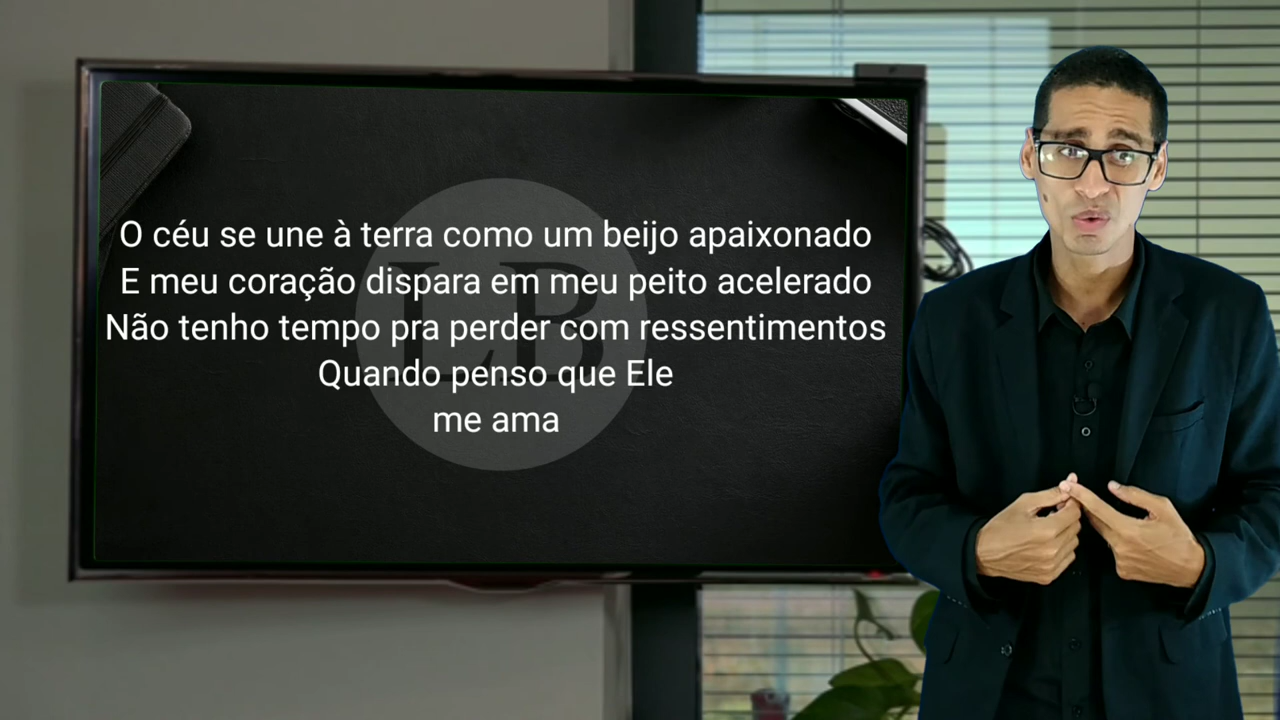 O céu se une à terra como um beijo apaixonado
E meu coração dispara em meu peito acelerado
Não tenho tempo pra perder com ressentimentos
Quando penso que Ele
me ama
LB